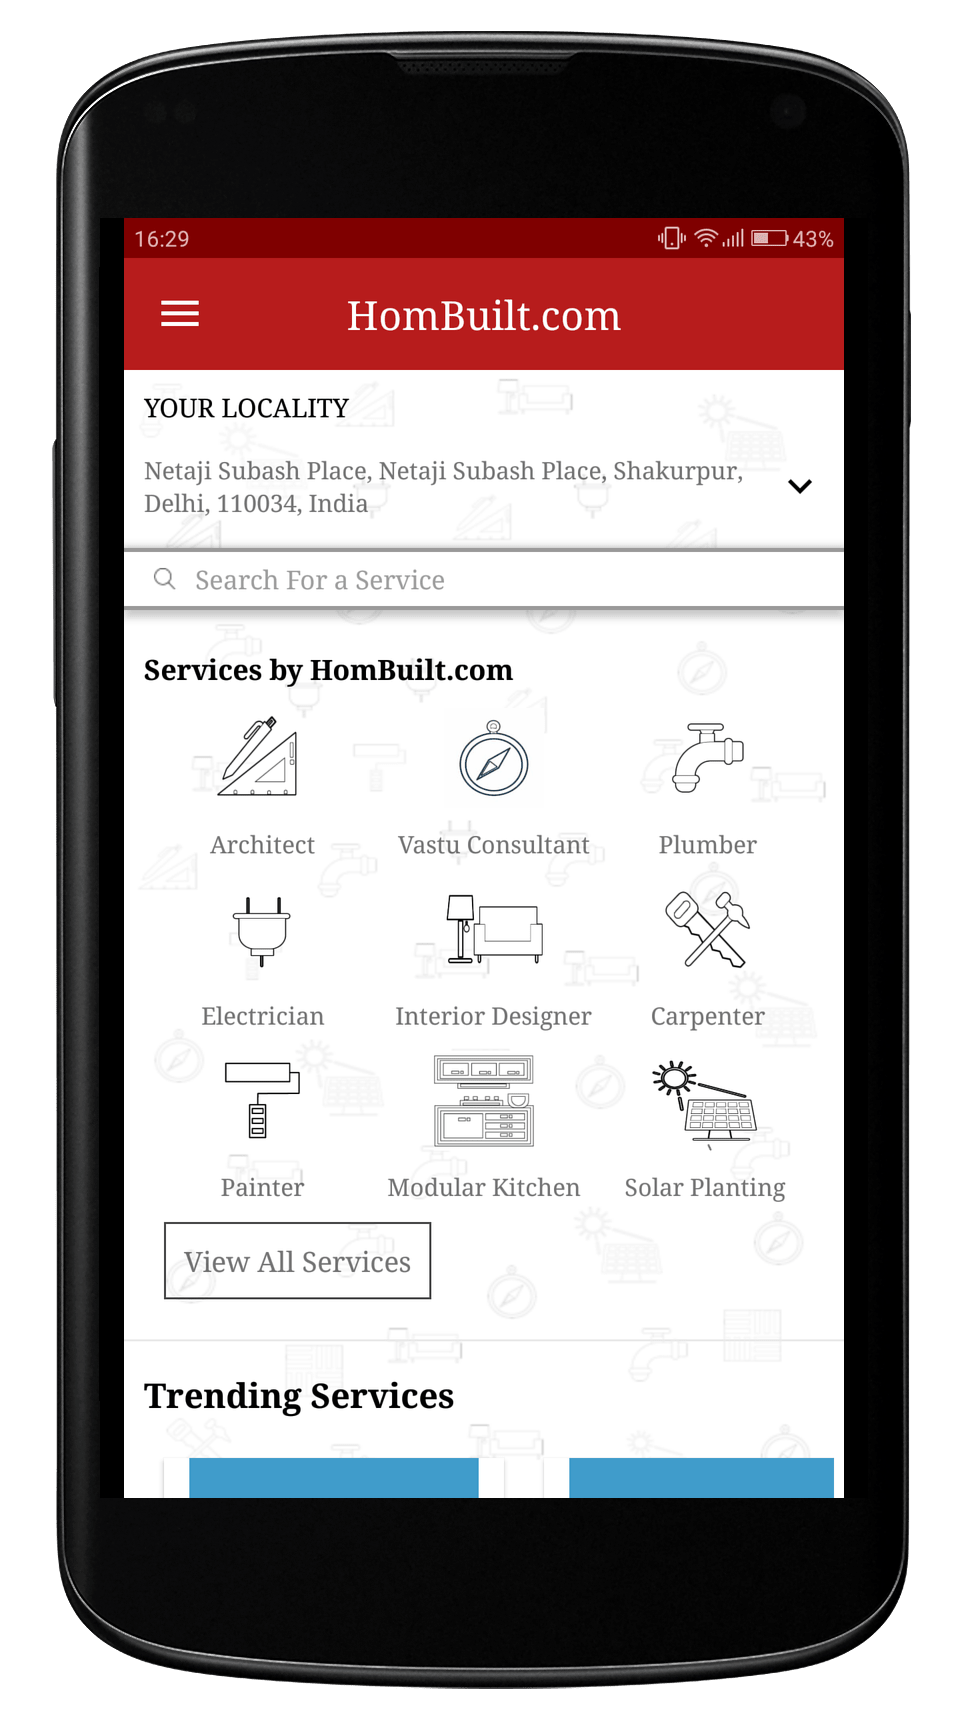 16:29
43%
HomBuilt.com
YOUR LOCALITY
Netaji Subash Place, Netaji Subash Place, Shakurpur,
Delhi, 110034, India
Search For a Service
Services by HomBuilt.com
Architect
Vastu Consultant
Plumber
Electrician
Interior Designer
Carpenter
Painter
Modular Kitchen
Solar Planting
View All Services
Trending Services